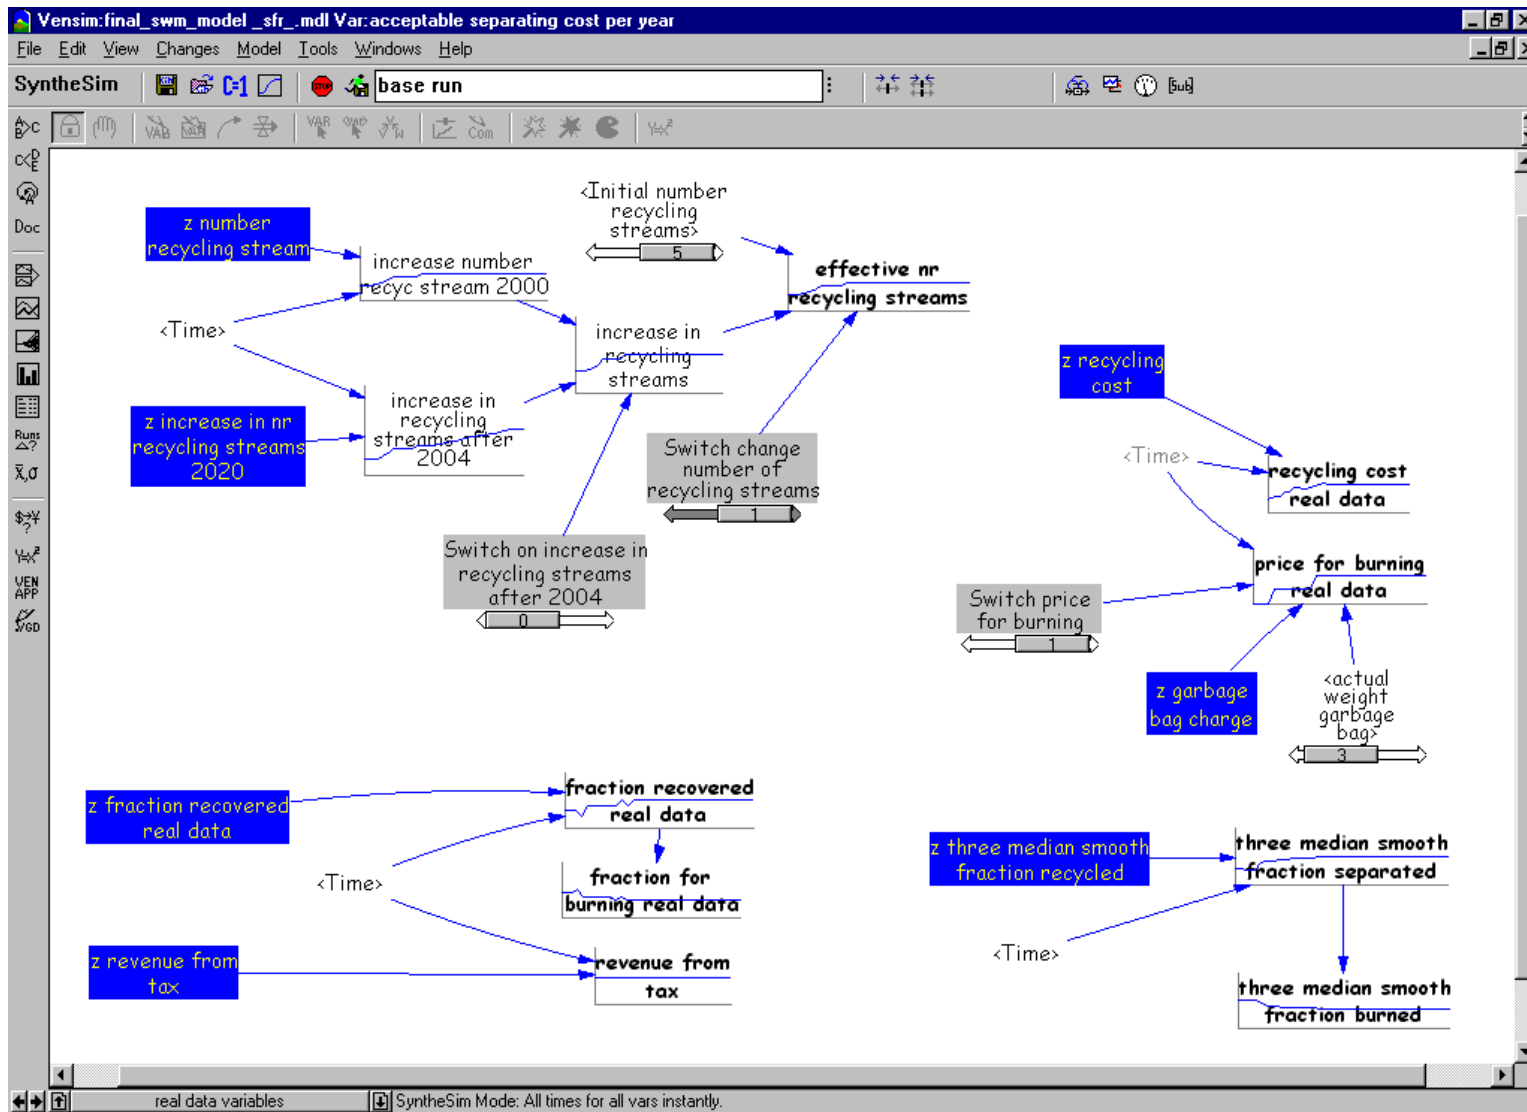 Vensim:final_swm_model _sfr_.mdl Var:acceptable separating cost per year
File Edit View Changes Model Tools Windows Help
SyntheSim
base run
Sub
Doc
Runs
VEN
APP
VAR
Com
z number
recycling stream
<Initial number
recycling
streams>
5
increase number
recyc stream 2000
effective nr
recycling streams
<Time>
increase in
recycling
streams
z recycling
cost
z increase in nr
recycling streams
2020
increase in
recycling
streams after
2004
Switch change
number of
recycling streams
1
<Time>
recycling cost
real data
Switch on increase in
recycling streams
after 2004
0
price for burning
real data
Switch price
for burning
1
z garbage
bag charge
<actual
weight
garbage
bag>
3
z fraction recovered
real data
fraction recovered
real data
<Time>
fraction for
burning real data
z revenue from
tax
revenue from
tax
z three median smooth
fraction recycled
three median smooth
fraction separated
<Time>
three median smooth
fraction burned
real data variables
SyntheSim Mode: All times for all vars instantly.